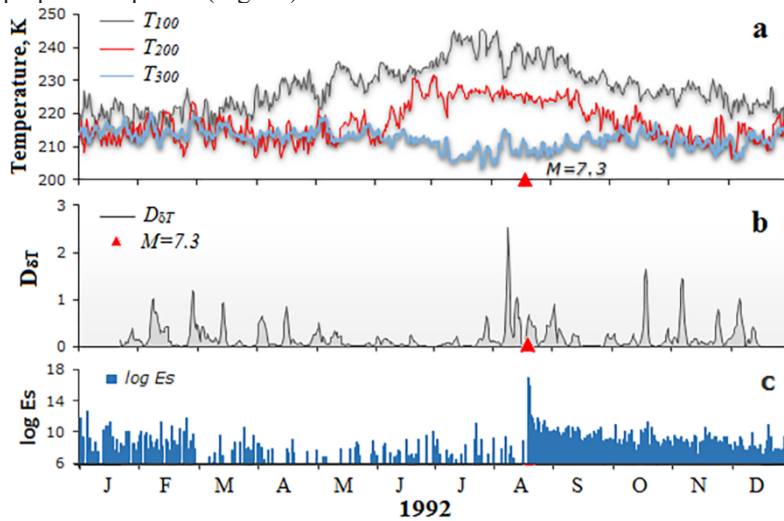 250
240
230
220
210
200
Temperature, K
T100
T200
T300
a
M=7.3
3
2
1
0
DδT
DδT
M=7.3
b
18
14
10
6
log Es
log Es
c
J F M A M J J A S O N D
1992